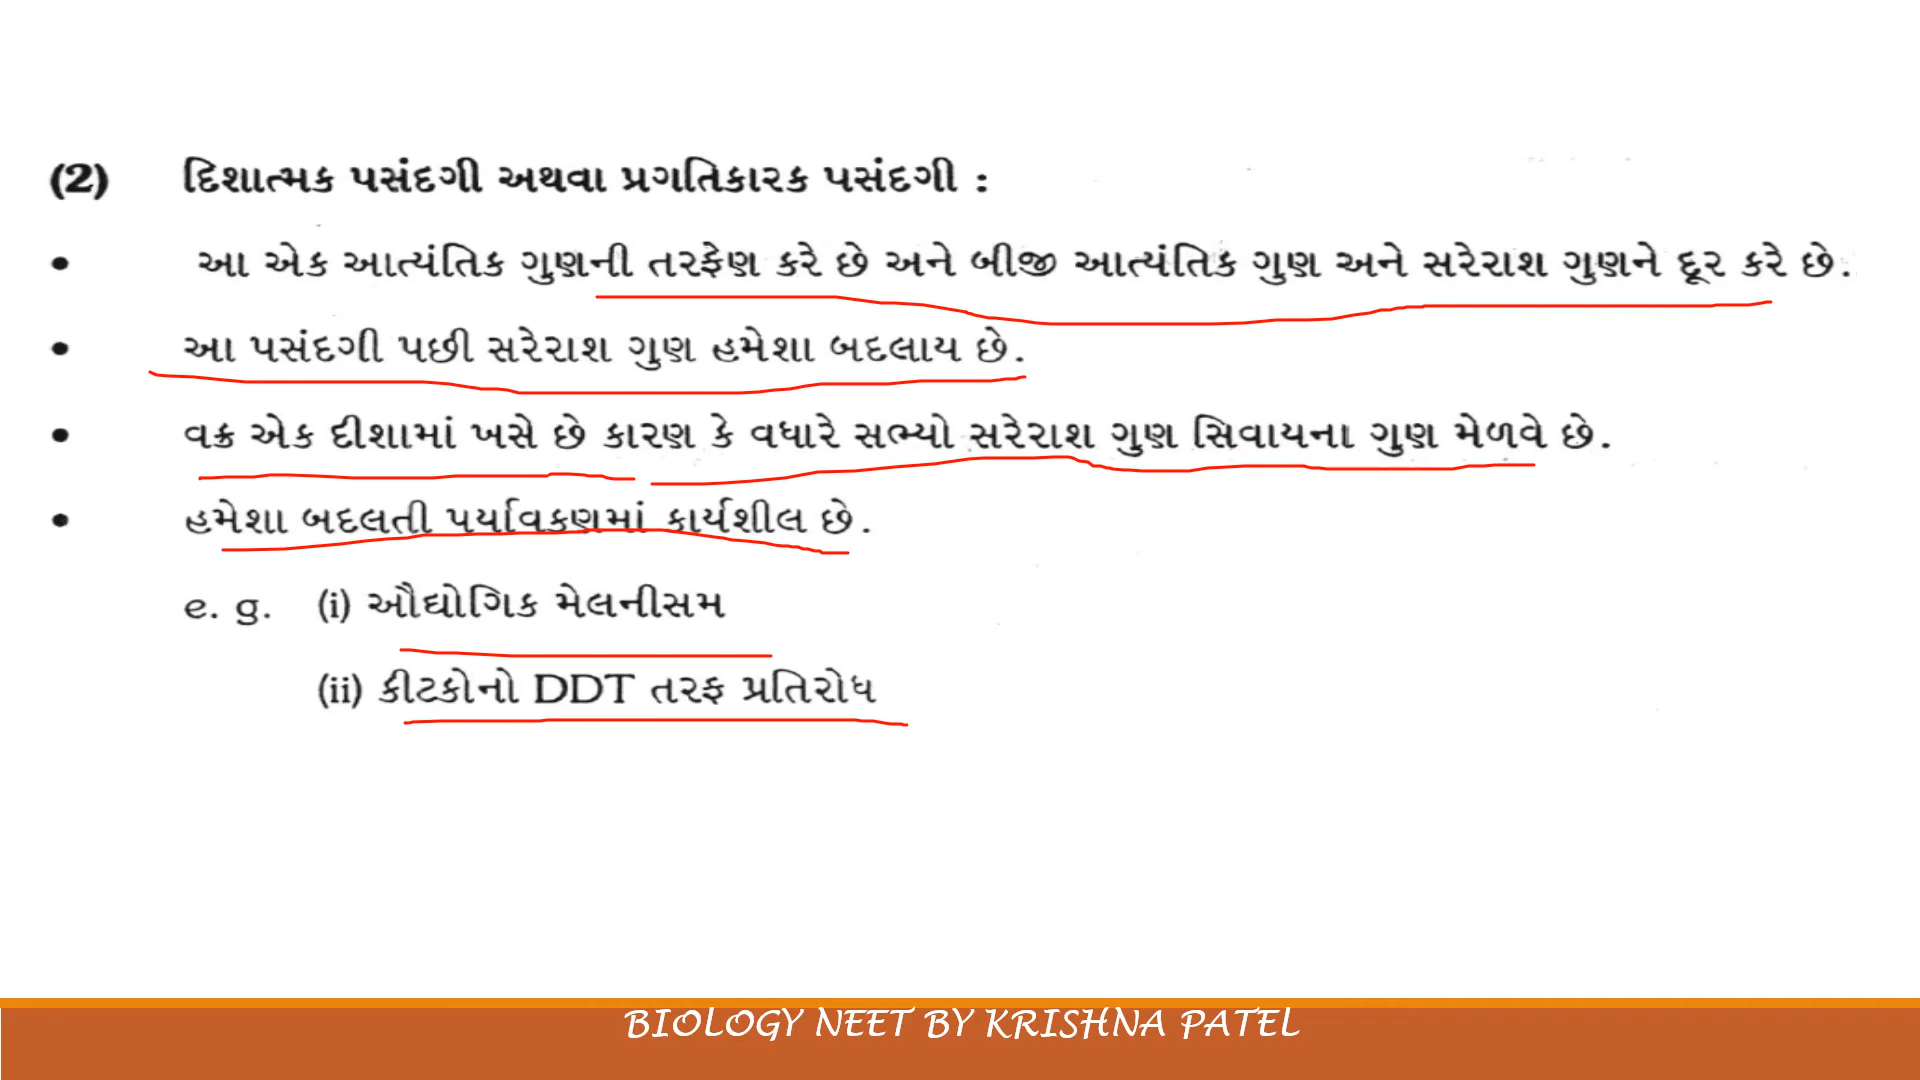 (2) દિશાત્મક પસંદગી અથવા પ્રગતિકારક પસંદગી :
• આ એક આત્યંતિક ગુણની તરફેણ કરે છે અને બીજી આત્યંતિક ગુણ અને સરેરાશ ગુણને દૂર કરે છે.
• આ પસંદગી પછી સરેરાશ ગુણ હમેશા બદલાય છે.
• વક્ર એક દીશામાં ખસે છે કારણ કે વધારે સભ્યો સરેરાશ ગુણ સિવાયના ગુણ મેળવે છે.
• હમેશા બદલતી પર્યાવકણમાં કાર્યશીલ છે.
e. g. (i) ઔદ્યોગિક મેલનીસમ
(ii) કીટકોનો DDT તરફ પ્રતિરોધ
BIOLOGY NEET BY KRISHNA PATEL